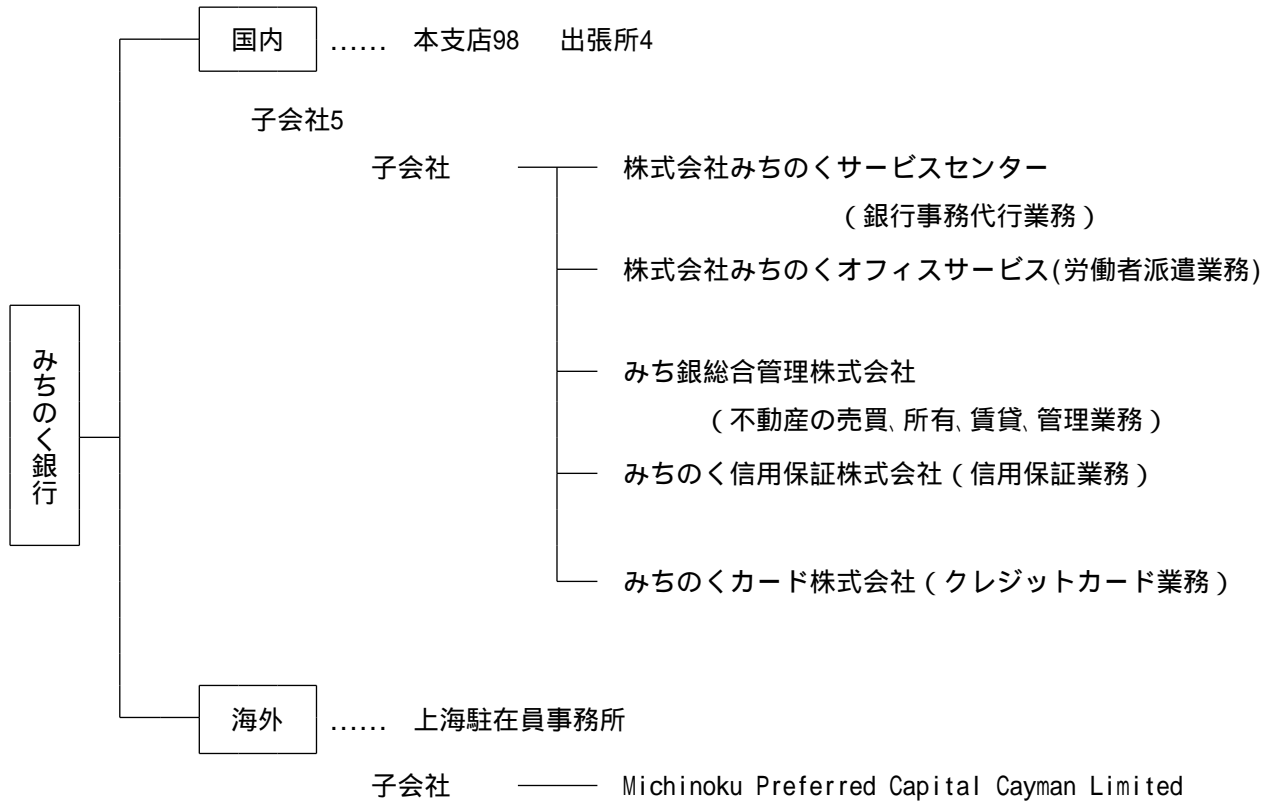 国内 …… 本支店98 出張所4
子会社5
子会社 株式会社みちのくサービスセンター
（銀行事務代行業務）
株式会社みちのくオフィスサービス(労働者派遣業務)
みちのく銀行
みち銀総合管理株式会社
（不動産の売買、所有、賃貸、管理業務）
みちのく信用保証株式会社（信用保証業務）
みちのくカード株式会社（クレジットカード業務）
海外 …… 上海駐在員事務所
子会社 Michinoku Preferred Capital Cayman Limited